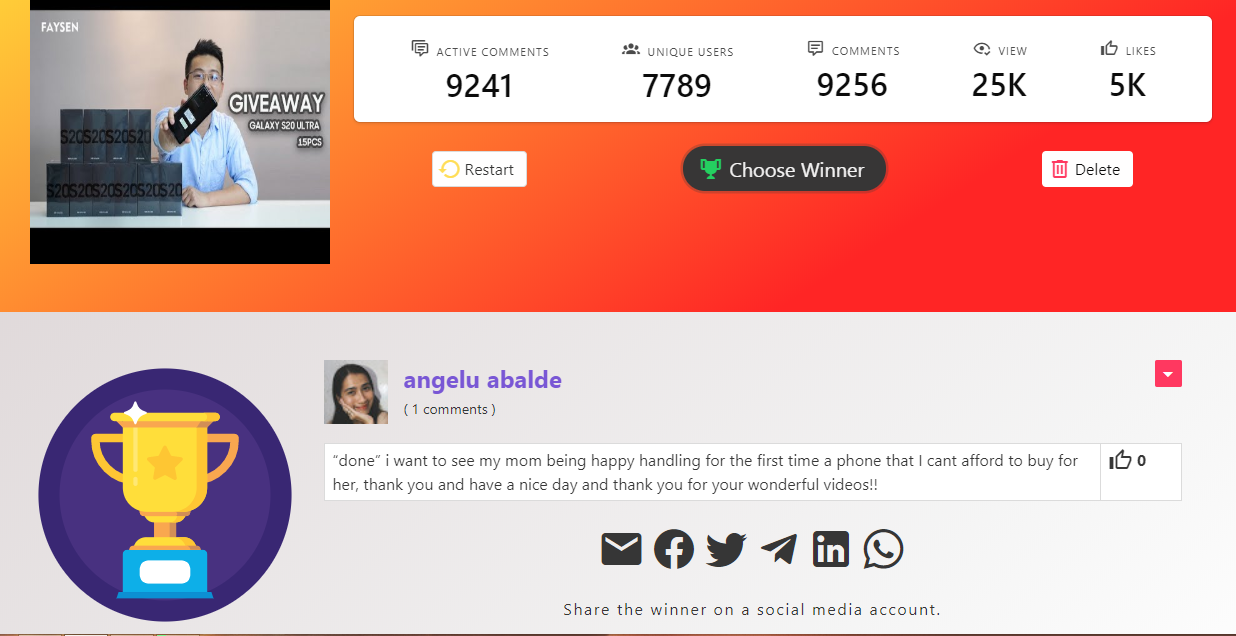 FAYSEN
GIVEAWAY
GALAXY S20 ULTRA
15PCS
S20 S20 S20 S20
S20 S20 S20 S20 S20 S20
ACTIVE COMMENTS
9241
UNIQUE USERS
7789
COMMENTS
9256
VIEW
25K
LIKES
5K
Restart
Choose Winner
Delete
angelu abalde
( 1 comments )
“done” i want to see my mom being happy handling for the first time a phone that I cant afford to buy for
her, thank you and have a nice day and thank you for your wonderful videos!!
0
Share the winner on a social media account.